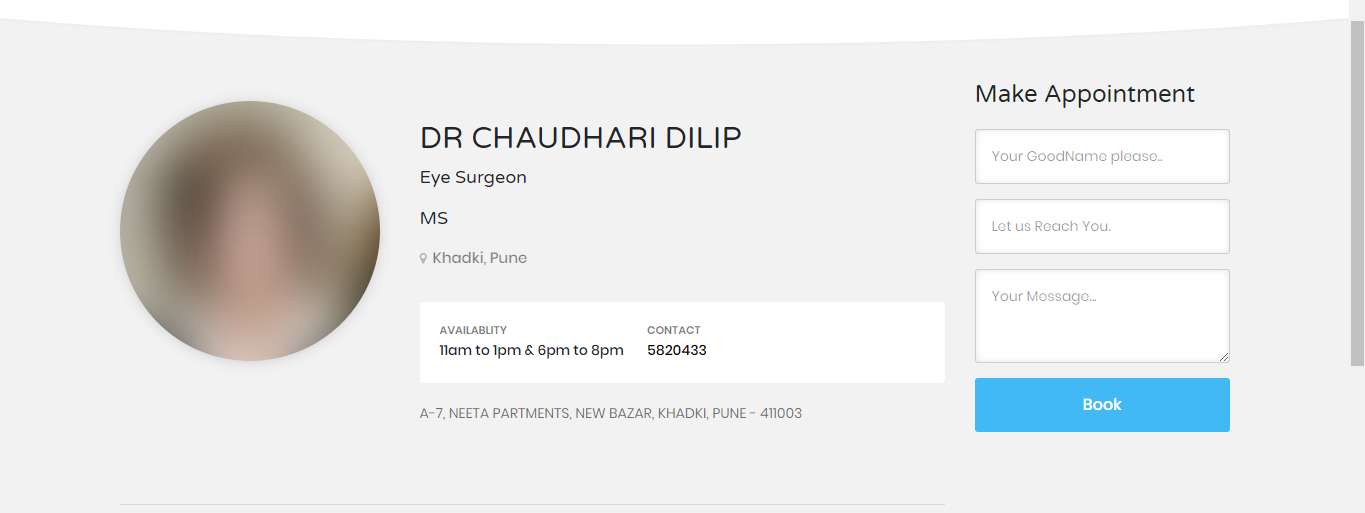 DR CHAUDHARI DILIP
Eye Surgeon
MS
Khadki, Pune
AVAILABLITY
11am to 1pm & 6pm to 8pm
CONTACT
5820433
A-7, NEETA PARTMENTS, NEW BAZAR, KHADKI, PUNE - 411003
Make Appointment
Your GoodName please..
Let us Reach You.
Your Message...
Book